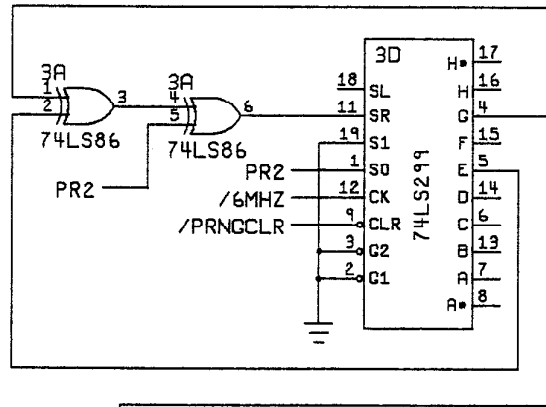 3A
1
2
3
74LS86
3A
4
5
6
74LS86
PR2
3D
74LS299
18 SL
11 SR
19 S1
PR2 1 S0
/6MHZ 12 CK
/PRNGCLR 9 CLR
3 G2
2 G1
H• 17
H 16
G 4
F 15
E 5
D 14
C 6
B 13
A 7
A• 8